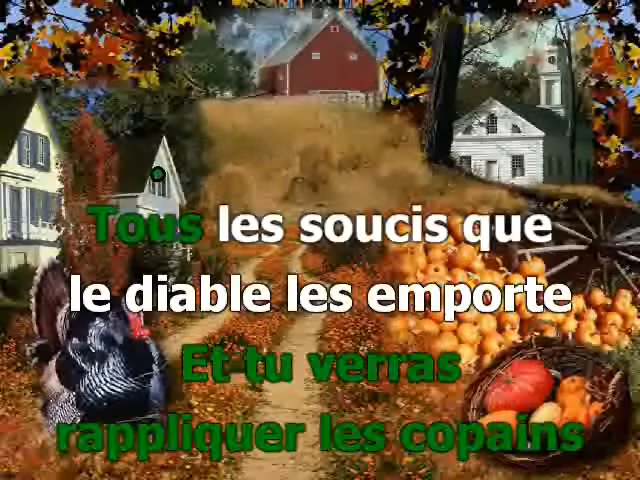 Tous les soucis que
le diable les emporte
Et tu verras
rappliquer les copains